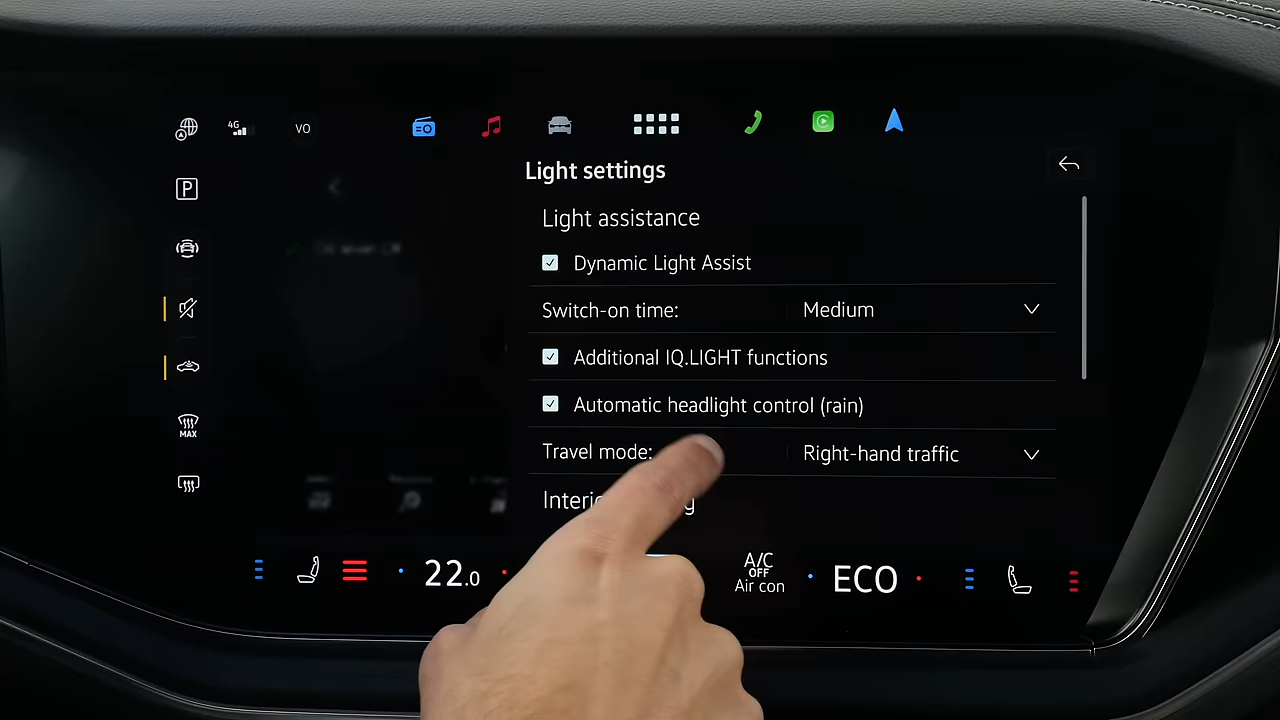 4G
VO
Light settings
Light assistance
P
Dynamic Light Assist
Switch-on time: Medium
Additional IQ.LIGHT functions
Automatic headlight control (rain)
MAX
Travel mode: Right-hand traffic
A/C
OFF
Air con
22.0
ECO